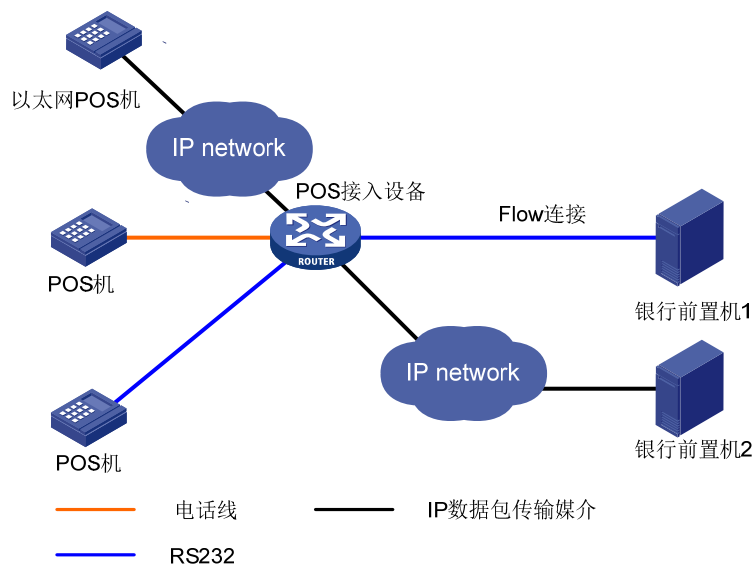 以太网POS机
IP network
POS接入设备
Flow连接
ROUTER
POS机
银行前置机1
IP network
银行前置机2
POS机
电话线
IP数据包传输媒介
RS232